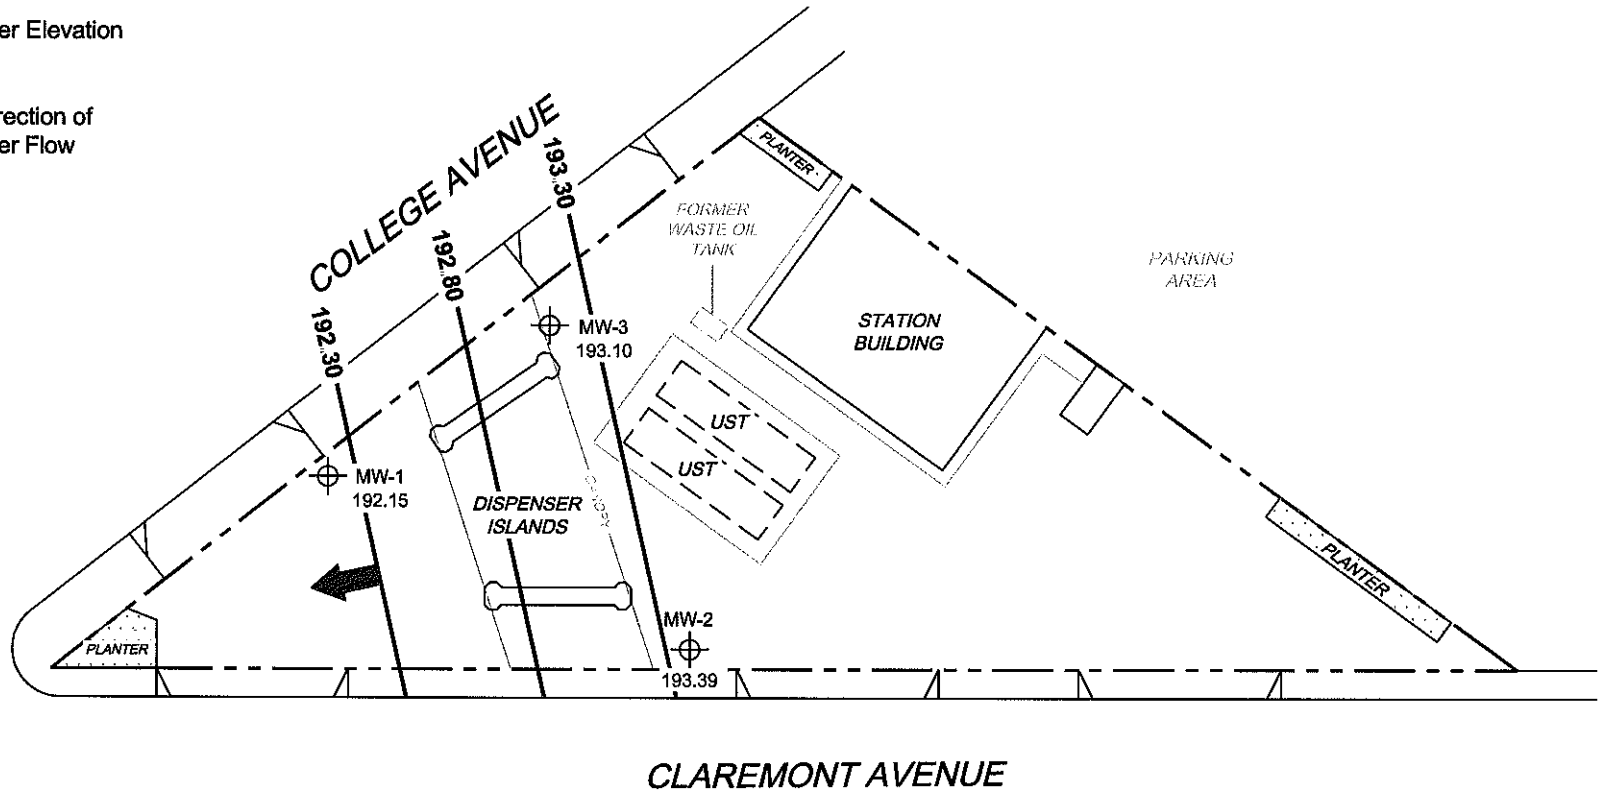 er Elevation
rection of
er Flow
COLLEGE AVENUE
193.30
192.80
192.30
PLANTER
FORMER
WASTE OIL
TANK
PARKING
AREA
STATION
BUILDING
MW-3
193.10
UST
UST
MW-1
192.15
CANOPY
DISPENSER
ISLANDS
PLANTER
MW-2
193.39
PLANTER
CLAREMONT AVENUE